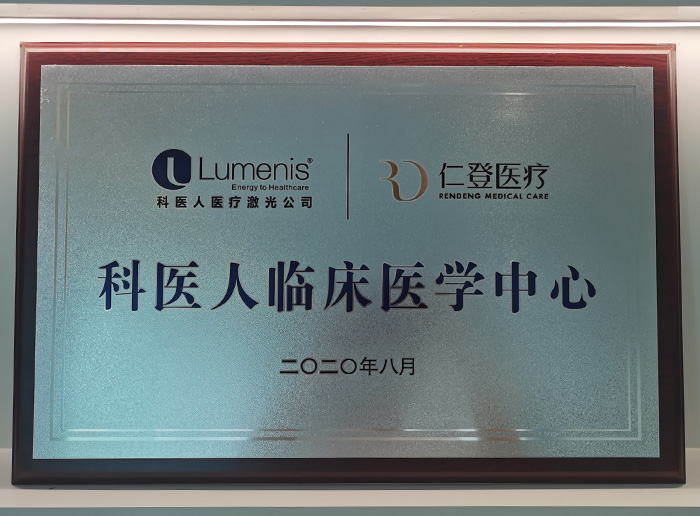 Lumenis®
Energy to Healthcare
科医人医疗激光公司
仁登医疗
RENDENG MEDICAL CARE
科医人临床医学中心
二〇二〇年八月